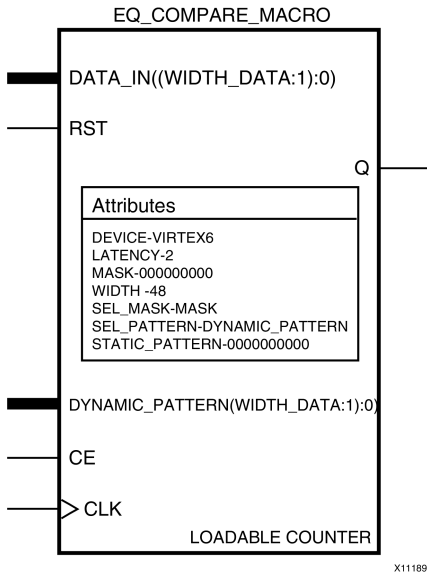 EQ_COMPARE_MACRO
DATA_IN((WIDTH_DATA:1):0)
RST
Q
Attributes
DEVICE-VIRTEX6
LATENCY-2
MASK-000000000
WIDTH -48
SEL_MASK-MASK
SEL_PATTERN-DYNAMIC_PATTERN
STATIC_PATTERN-0000000000
DYNAMIC_PATTERN(WIDTH_DATA:1):0)
CE
CLK
LOADABLE COUNTER
X11189